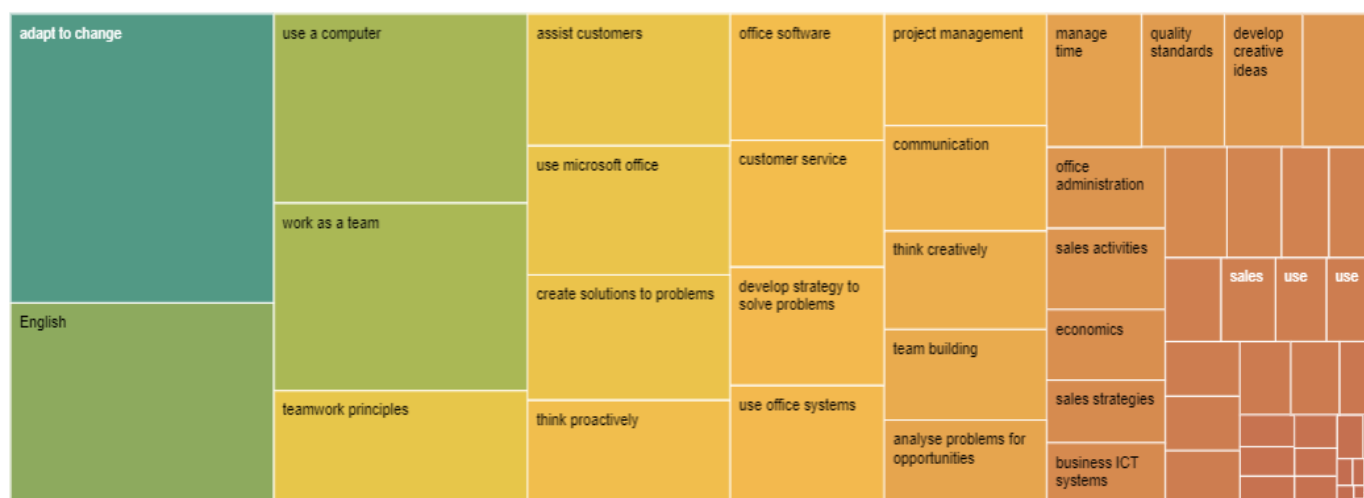 adapt to change
English
use a computer
work as a team
teamwork principles
assist customers
use microsoft office
create solutions to problems
think proactively
office software
customer service
develop strategy to
solve problems
use office systems
project management
communication
think creatively
team building
analyse problems for
opportunities
manage
time
quality
standards
develop
creative
ideas
office
administration
sales activities
economics
sales strategies
business ICT
systems
sales
use
use